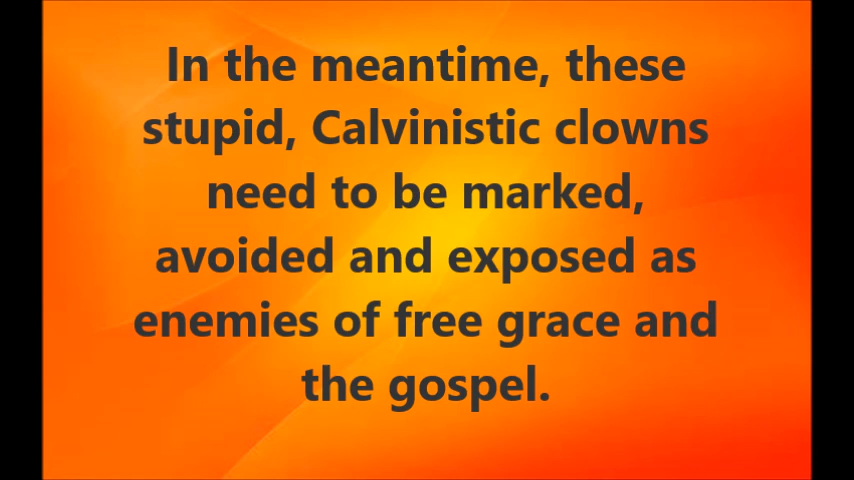 In the meantime, these
stupid, Calvinistic clowns
need to be marked,
avoided and exposed as
enemies of free grace and
the gospel.